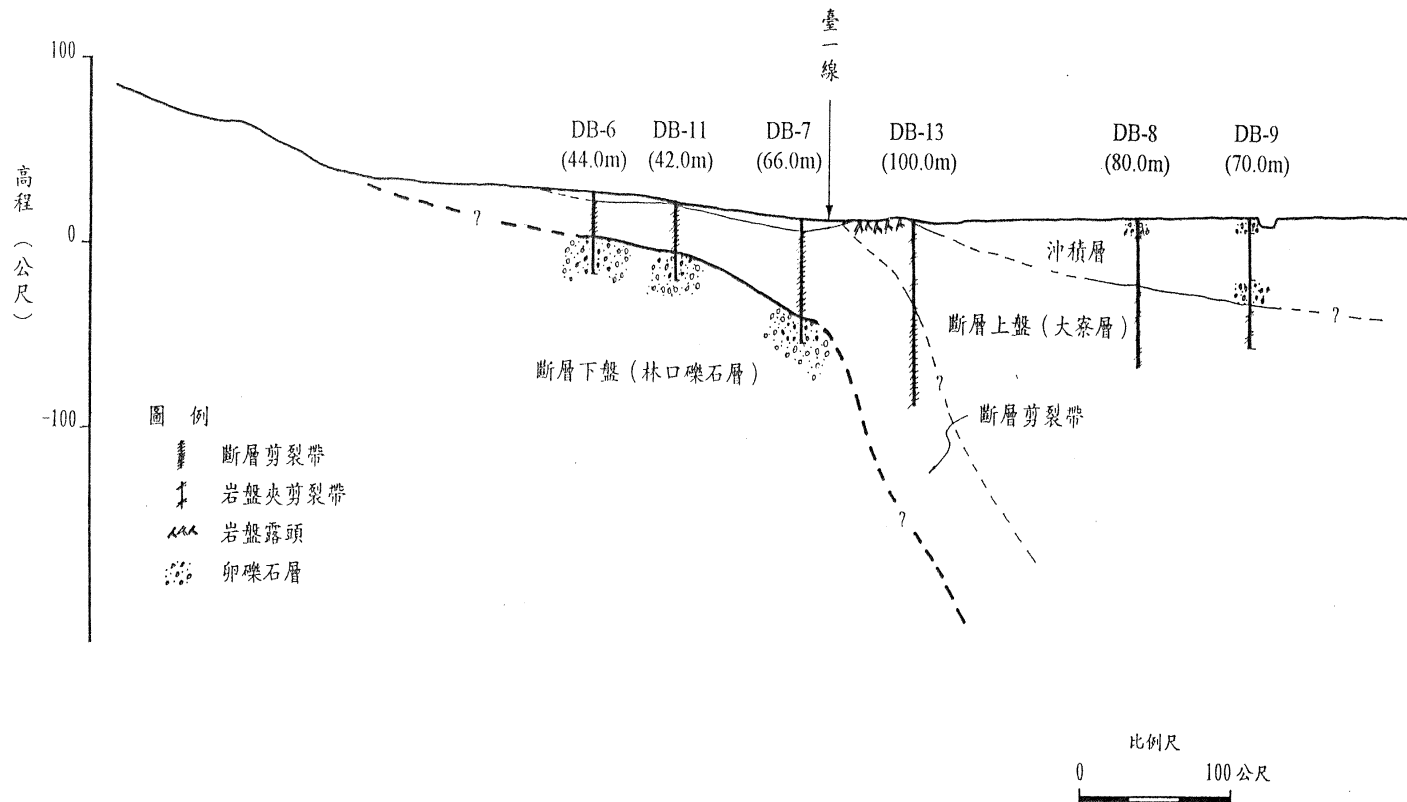 臺一線
100
DB-6
(44.0m)
DB-11
(42.0m)
DB-7
(66.0m)
DB-13
(100.0m)
DB-8
(80.0m)
DB-9
(70.0m)
高程（公尺）
0
-100
?
沖積層
斷層上盤（大寮層）
?
斷層下盤（林口礫石層）
?
斷層剪裂帶
?
圖 例
斷層剪裂帶
岩盤夾剪裂帶
岩盤露頭
卵礫石層
比例尺
0 100 公尺